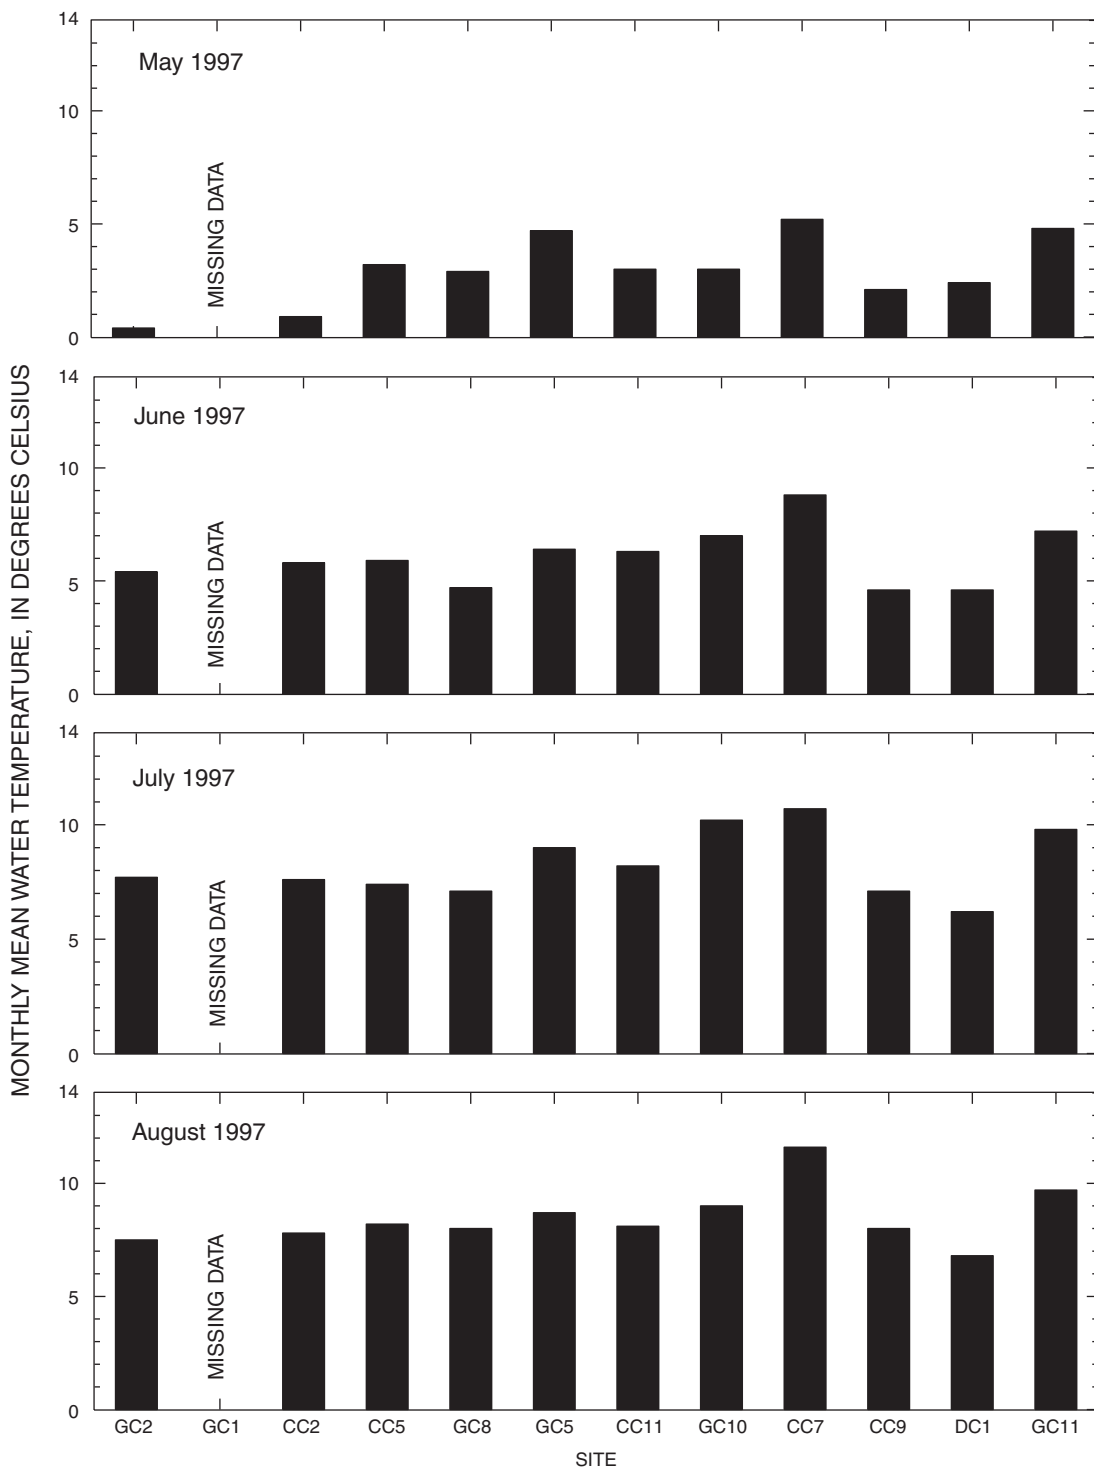 MONTHLY MEAN WATER TEMPERATURE, IN DEGREES CELSIUS
14
May 1997
10
MISSING DATA
5
0
14
June 1997
10
MISSING DATA
5
0
14
July 1997
10
MISSING DATA
5
0
14
August 1997
10
MISSING DATA
5
0
GC2 GC1 CC2 CC5 GC8 GC5 CC11 GC10 CC7 CC9 DC1 GC11
SITE